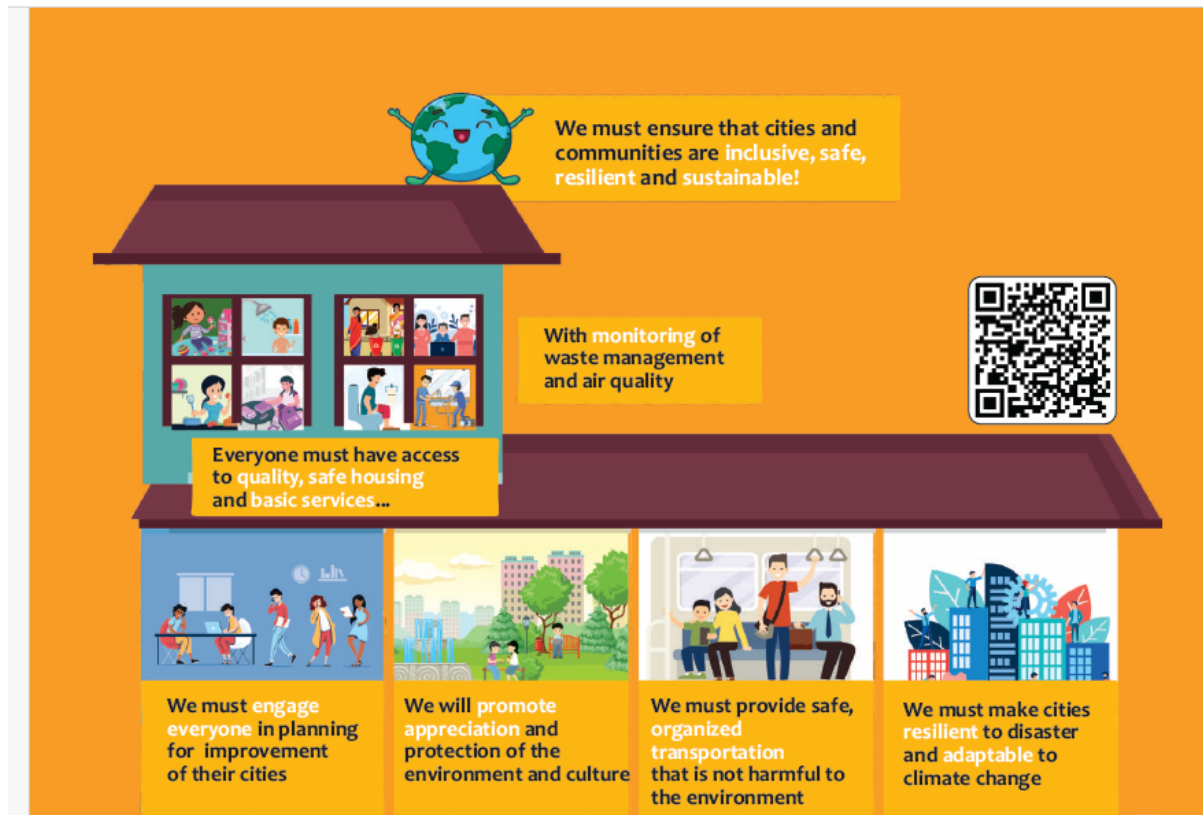 We must ensure that cities and
communities are inclusive, safe,
resilient and sustainable!
With monitoring of
waste management
and air quality
Everyone must have access
to quality, safe housing
and basic services...
We must engage
everyone in planning
for improvement
of their cities
We will promote
appreciation and
protection of the
environment and culture
We must provide safe,
organized
transportation
that is not harmful to
the environment
We must make cities
resilient to disaster
and adaptable to
climate change